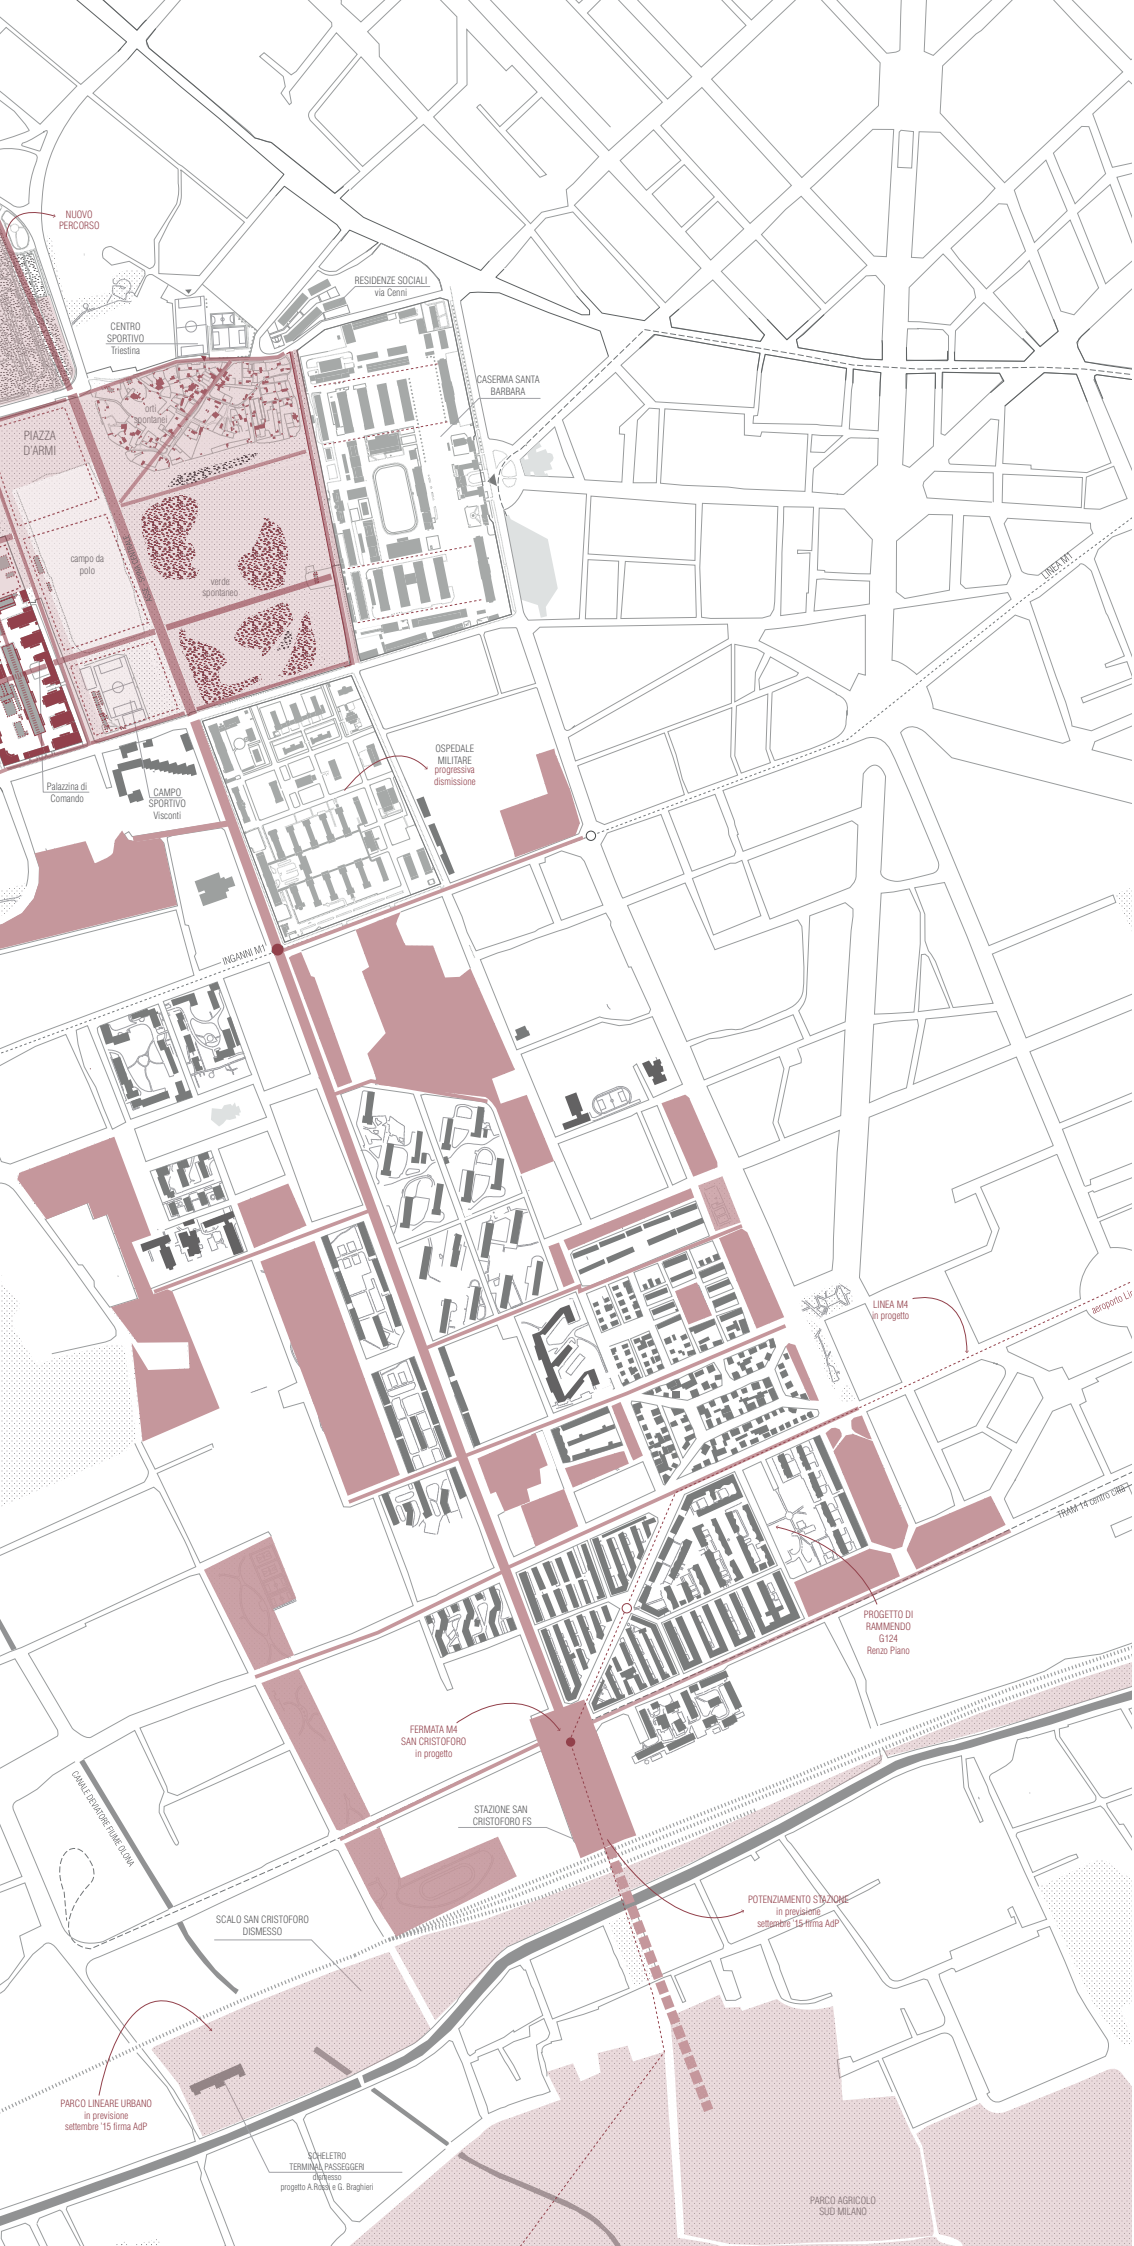 NUOVO
PERCORSO
RESIDENZE SOCIALI
via Cenni
CENTRO
SPORTIVO
Triestina
CASERMA SANTA
BARBARA
orti
spontanei
PIAZZA
D'ARMI
campo da
polo
verde
spontaneo
LINEA M1
OSPEDALE
MILITARE
progressiva
dismissione
Palazzina di
Comando
CAMPO
SPORTIVO
Visconti
INGANNI M1
LINEA M4
in progetto
aeroporto Lin
TRAM 14 centro città
PROGETTO DI
RAMMENDO
G124
Renzo Piano
FERMATA M4
SAN CRISTOFORO
in progetto
CANALE DEVIATORE FIUME OLONA
STAZIONE SAN
CRISTOFORO FS
POTENZIAMENTO STAZIONE
in previsione
settembre '15 firma AdP
SCALO SAN CRISTOFORO
DISMESSO
PARCO LINEARE URBANO
in previsione
settembre '15 firma AdP
SCHELETRO
TERMINAL PASSEGGERI
dismesso
progetto A.Rossi e G. Braghieri
PARCO AGRICOLO
SUD MILANO